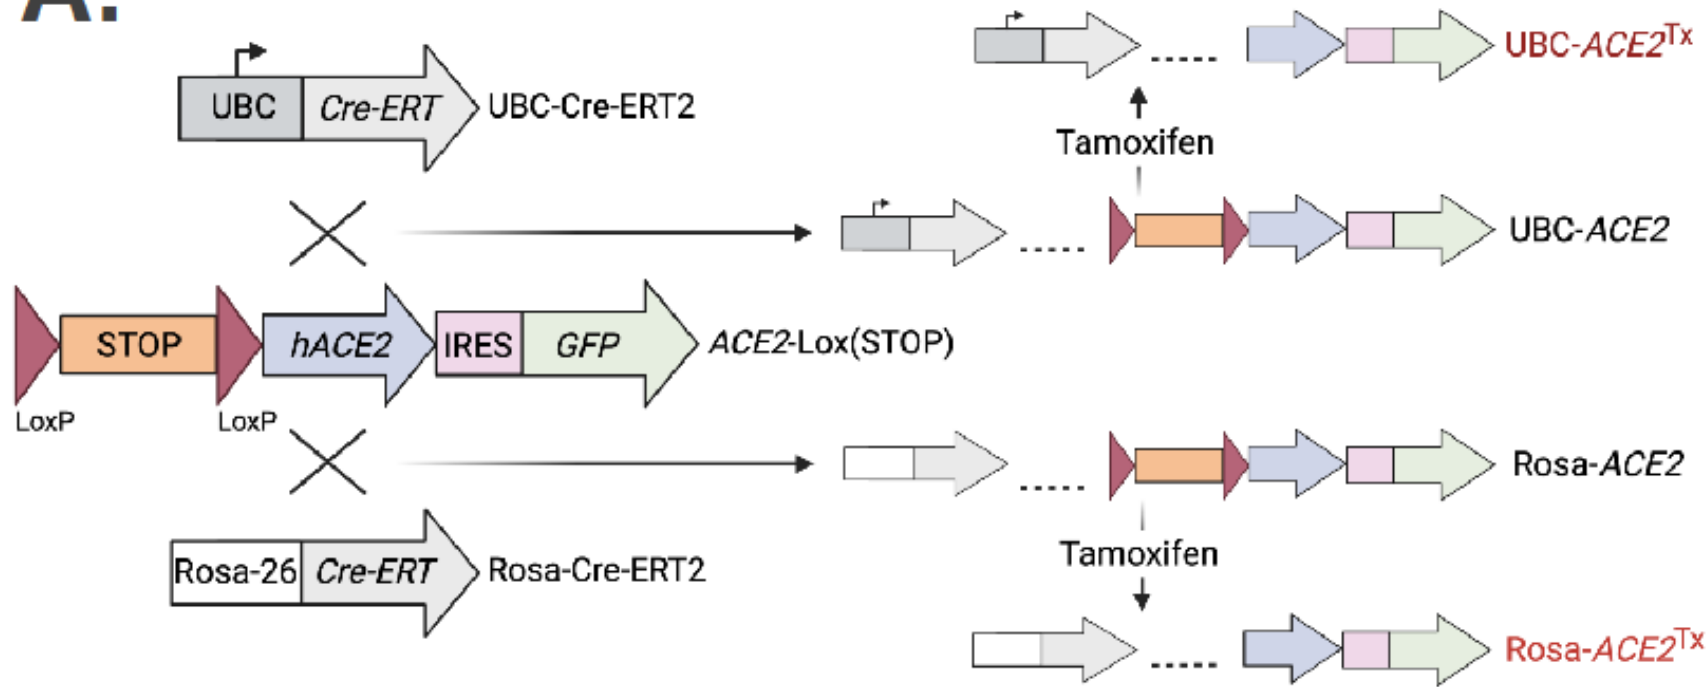 A.
UBC-ACE2Tx
UBC Cre-ERT UBC-Cre-ERT2
Tamoxifen
UBC-ACE2
STOP hACE2 IRES GFP ACE2-Lox(STOP)
LoxP LoxP
Rosa-ACE2
Tamoxifen
Rosa-26 Cre-ERT Rosa-Cre-ERT2
Rosa-ACE2Tx